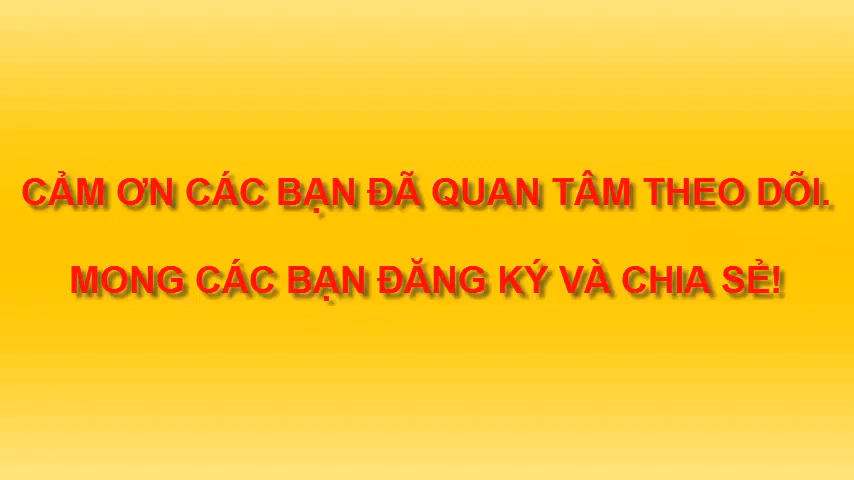 CẢM ƠN CÁC BẠN ĐÃ QUAN TÂM THEO DÕI.
MONG CÁC BẠN ĐĂNG KÝ VÀ CHIA SẺ!